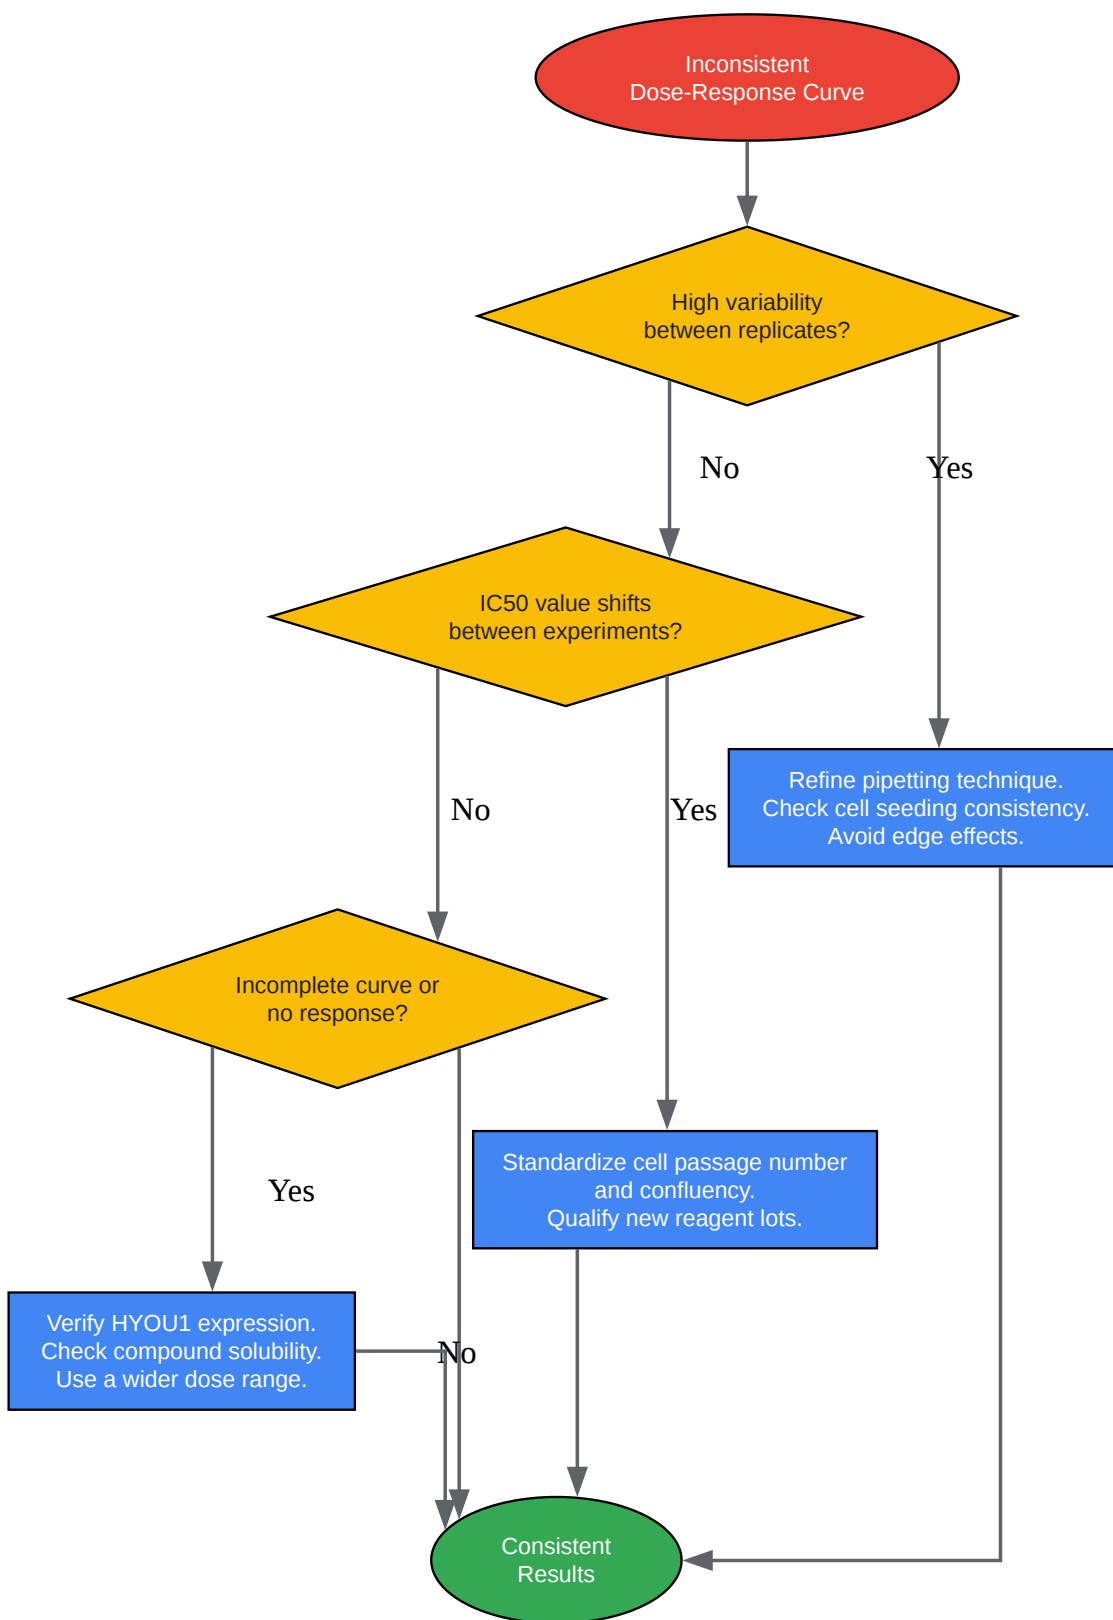 Inconsistent
Dose-Response Curve
High variability
between replicates?
No
Yes
IC50 value shifts
between experiments?
Refine pipetting technique.
Check cell seeding consistency.
Avoid edge effects.
No
Yes
Incomplete curve or
no response?
Standardize cell passage number
and confluency.
Qualify new reagent lots.
Yes
Verify HYOU1 expression.
Check compound solubility.
Use a wider dose range.
No
Consistent
Results